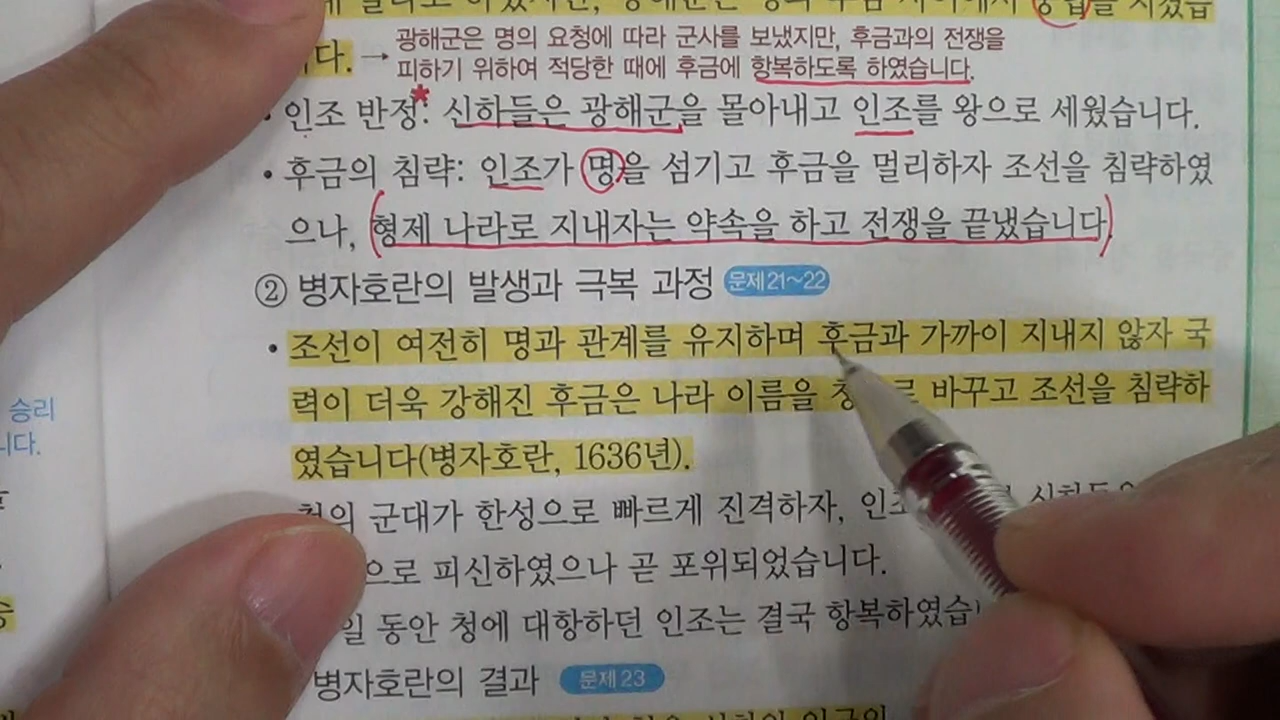 지냈습
다. → 광해군은 명의 요청에 따라 군사를 보냈지만, 후금과의 전쟁을
피하기 위하여 적당한 때에 후금에 항복하도록 하였습니다.
• 인조 반정*: 신하들은 광해군을 몰아내고 인조를 왕으로 세웠습니다.
• 후금의 침략: 인조가 명을 섬기고 후금을 멀리하자 조선을 침략하였
으나, (형제 나라로 지내자는 약속을 하고 전쟁을 끝냈습니다).
② 병자호란의 발생과 극복 과정 문제 21~22
• 조선이 여전히 명과 관계를 유지하며 후금과 가까이 지내지 않자 국
력이 더욱 강해진 후금은 나라 이름을 바꾸고 조선을 침략하
였습니다(병자호란, 1636년).
군대가 한성으로 빠르게 진격하자,
으로 피신하였으나 곧 포위되었습니다.
동안 청에 대항하던 인조는 결국
병자호란의 결과 문제 23
승리
니다.